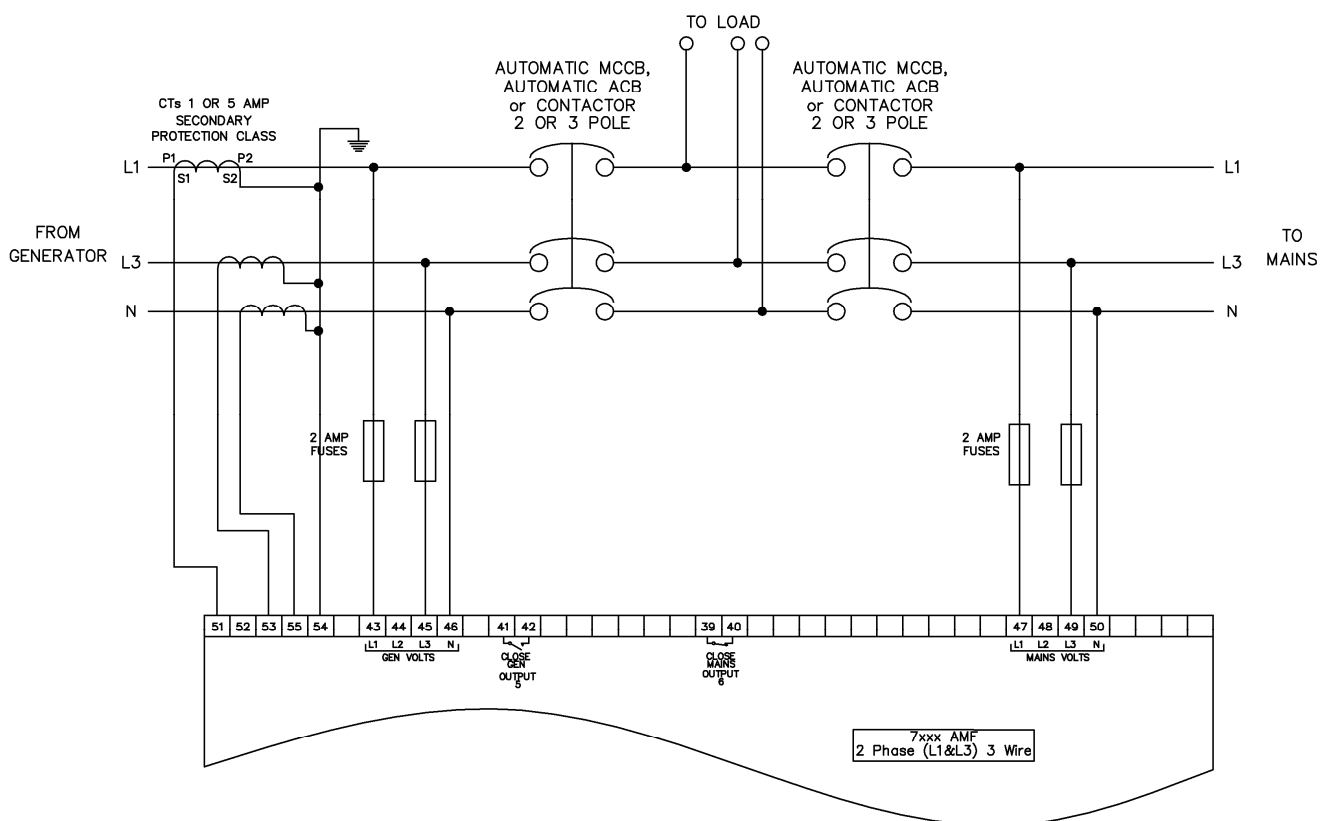 TO LOAD
AUTOMATIC MCCB,
AUTOMATIC ACB
or CONTACTOR
2 OR 3 POLE
AUTOMATIC MCCB,
AUTOMATIC ACB
or CONTACTOR
2 OR 3 POLE
CTs 1 OR 5 AMP
SECONDARY
PROTECTION CLASS
L1
P1
P2
S1
S2
L1
FROM
GENERATOR
L3
N
TO
MAINS
L3
N
2 AMP
FUSES
2 AMP
FUSES
51 52 53 55 54 43 44 45 46 41 42 39 40 47 48 49 50
L1 L2 L3 N
GEN VOLTS
CLOSE
GEN
OUTPUT
5
CLOSE
MAINS
OUTPUT
6
L1 L2 L3 N
MAINS VOLTS
7xxx AMF
2 Phase (L1&L3) 3 Wire